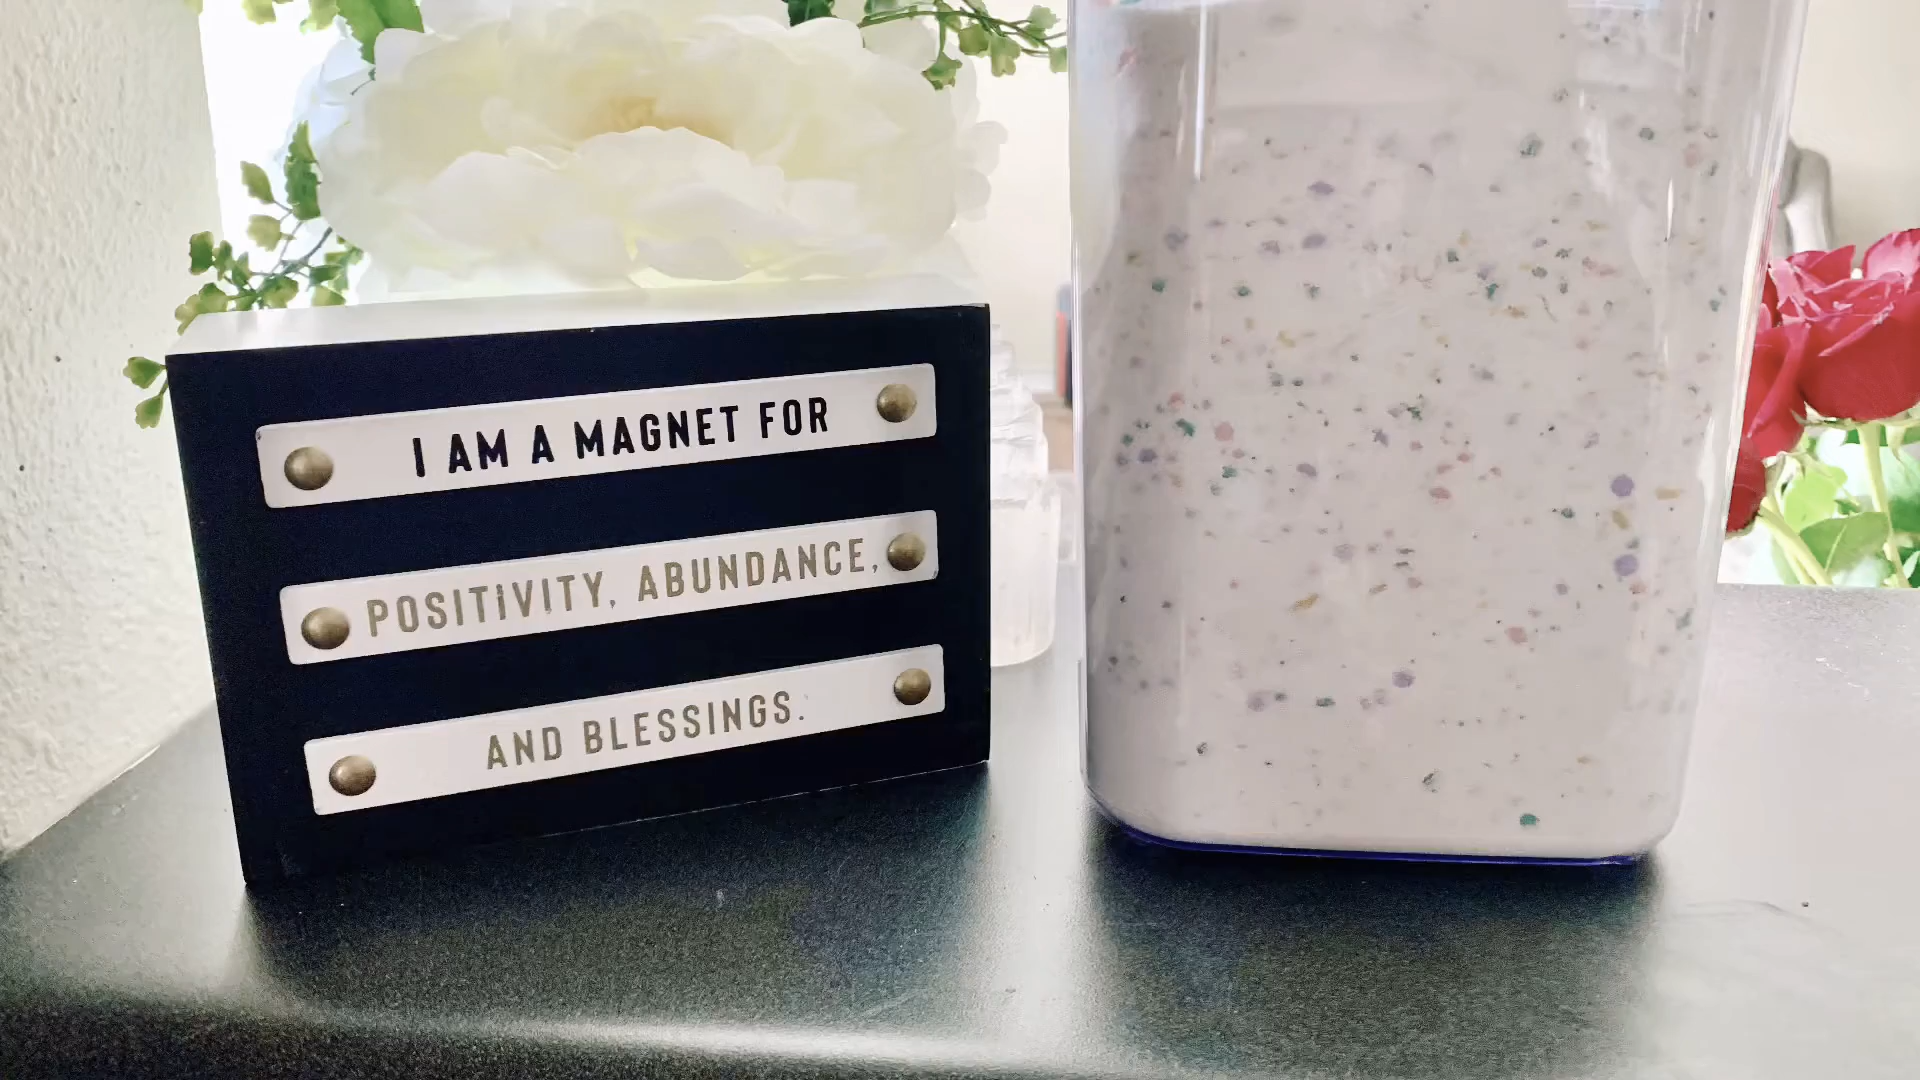 I AM A MAGNET FOR
POSITIVITY, ABUNDANCE,
AND BLESSINGS.